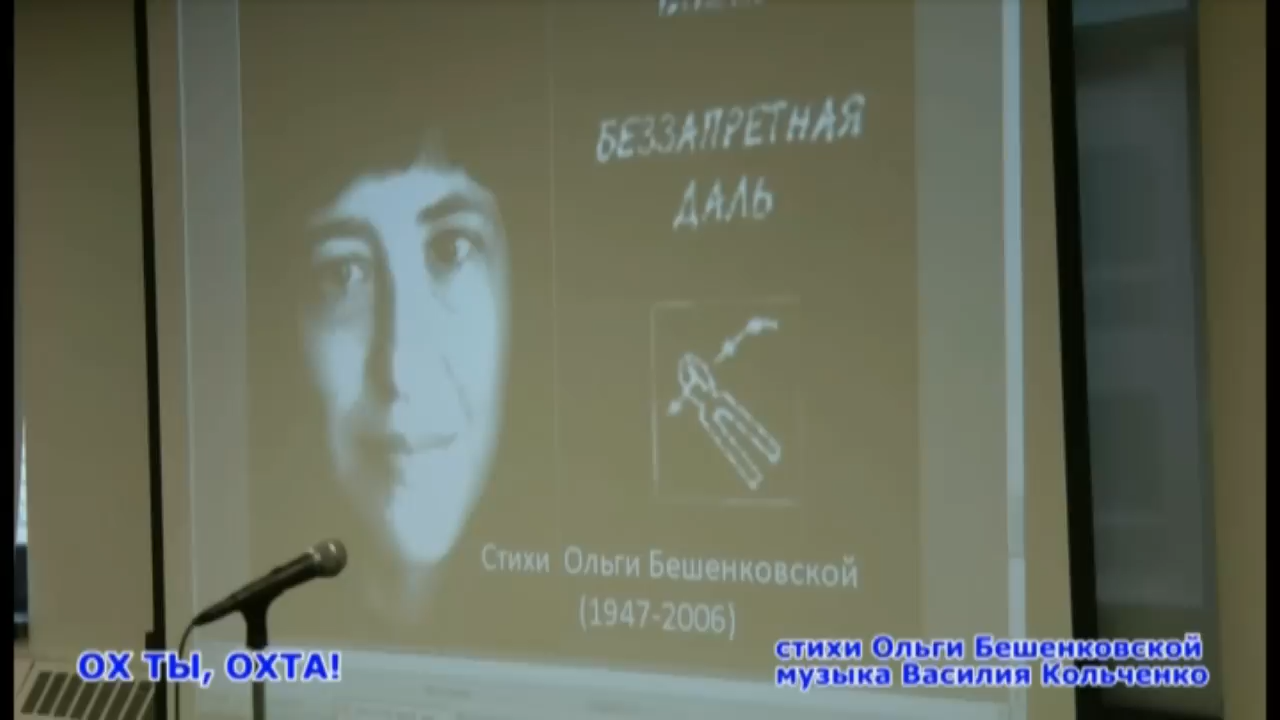 БЕЗЗАПРЕТНАЯ
ДАЛЬ
Стихи Ольги Бешенковской
(1947-2006)
ОХ ТЫ, ОХТА!
стихи Ольги Бешенковской
музыка Василия Кольченко